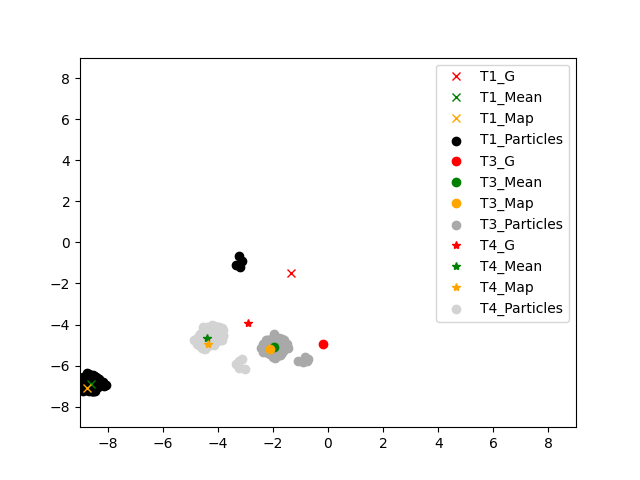 8
6
4
2
0
−2
−4
−6
−8
−8 −6 −4 −2 0 2 4 6 8
T1_G
T1_Mean
T1_Map
T1_Particles
T3_G
T3_Mean
T3_Map
T3_Particles
T4_G
T4_Mean
T4_Map
T4_Particles